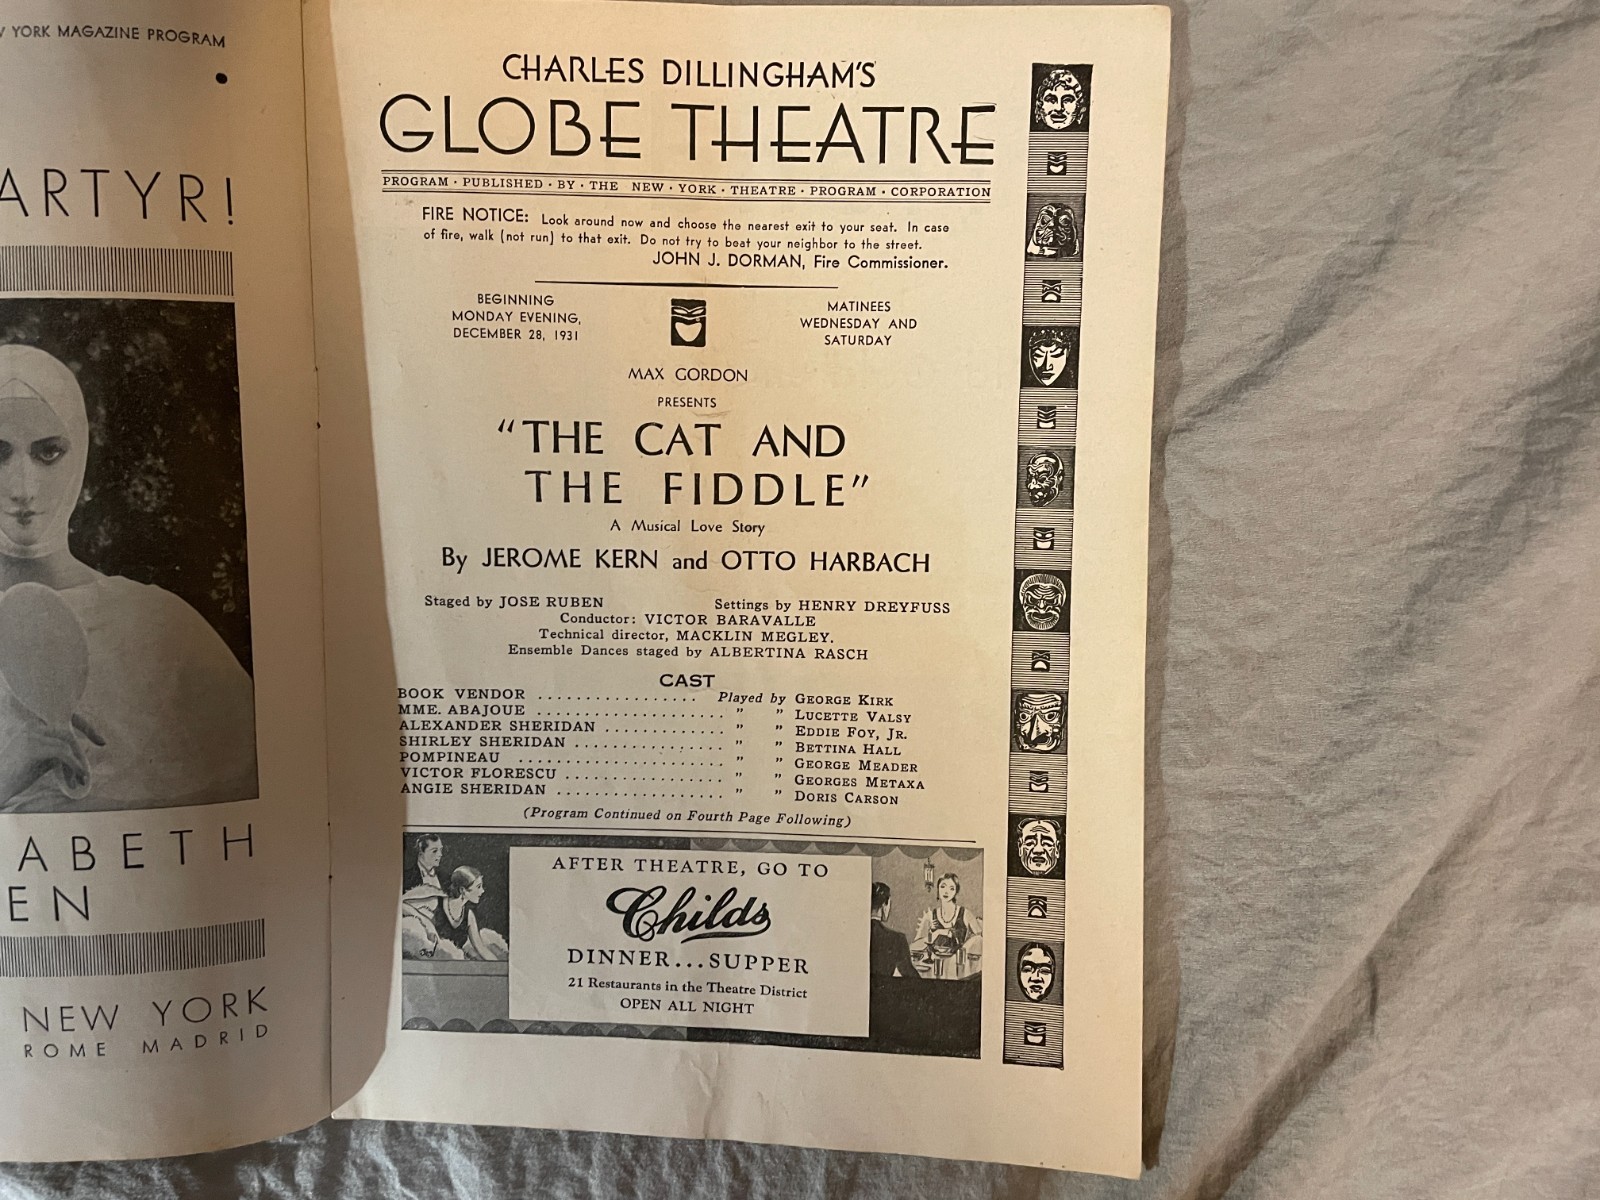 YORK MAGAZINE PROGRAM
ARTYR!
ABETH
EN
NEW YORK
ROME MADRID
CHARLES DILLINGHAM'S
GLOBE THEATRE
PROGRAM · PUBLISHED · BY · THE NEW · YORK · THEATRE · PROGRAM · CORPORATION
FIRE NOTICE: Look around now and choose the nearest exit to your seat. In case
of fire, walk (not run) to that exit. Do not try to beat your neighbor to the street.
JOHN J. DORMAN, Fire Commissioner.
BEGINNING
MONDAY EVENING,
DECEMBER 28, 1931
MATINEES
WEDNESDAY AND
SATURDAY
MAX GORDON
PRESENTS
"THE CAT AND
THE FIDDLE"
A Musical Love Story
By JEROME KERN and OTTO HARBACH
Staged by JOSE RUBEN Settings by HENRY DREYFUSS
Conductor: VICTOR BARAVALLE
Technical director, MACKLIN MEGLEY.
Ensemble Dances staged by ALBERTINA RASCH
CAST
BOOK VENDOR .................. Played by GEORGE KIRK
MME. ABAJOUE ..................... " " LUCETTE VALSY
ALEXANDER SHERIDAN ............. " " EDDIE FOY, JR.
SHIRLEY SHERIDAN ................ " " BETTINA HALL
POMPINEAU ...................... " " GEORGE MEADER
VICTOR FLORESCU ................. " " GEORGES METAXA
ANGIE SHERIDAN .................. " " DORIS CARSON
(Program Continued on Fourth Page Following)
AFTER THEATRE, GO TO
Childs
DINNER...SUPPER
21 Restaurants in the Theatre District
OPEN ALL NIGHT